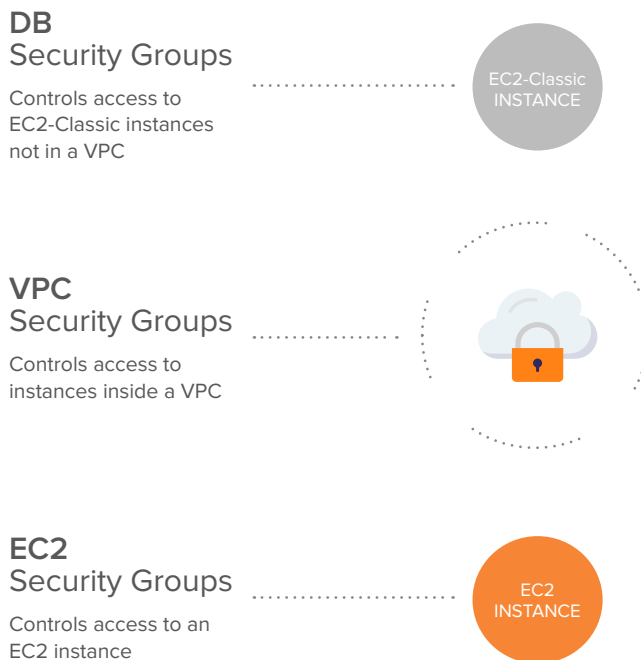 DB
Security Groups
Controls access to
EC2-Classic instances
not in a VPC
EC2-Classic
INSTANCE
VPC
Security Groups
Controls access to
instances inside a VPC
EC2
Security Groups
Controls access to an
EC2 instance
EC2
INSTANCE